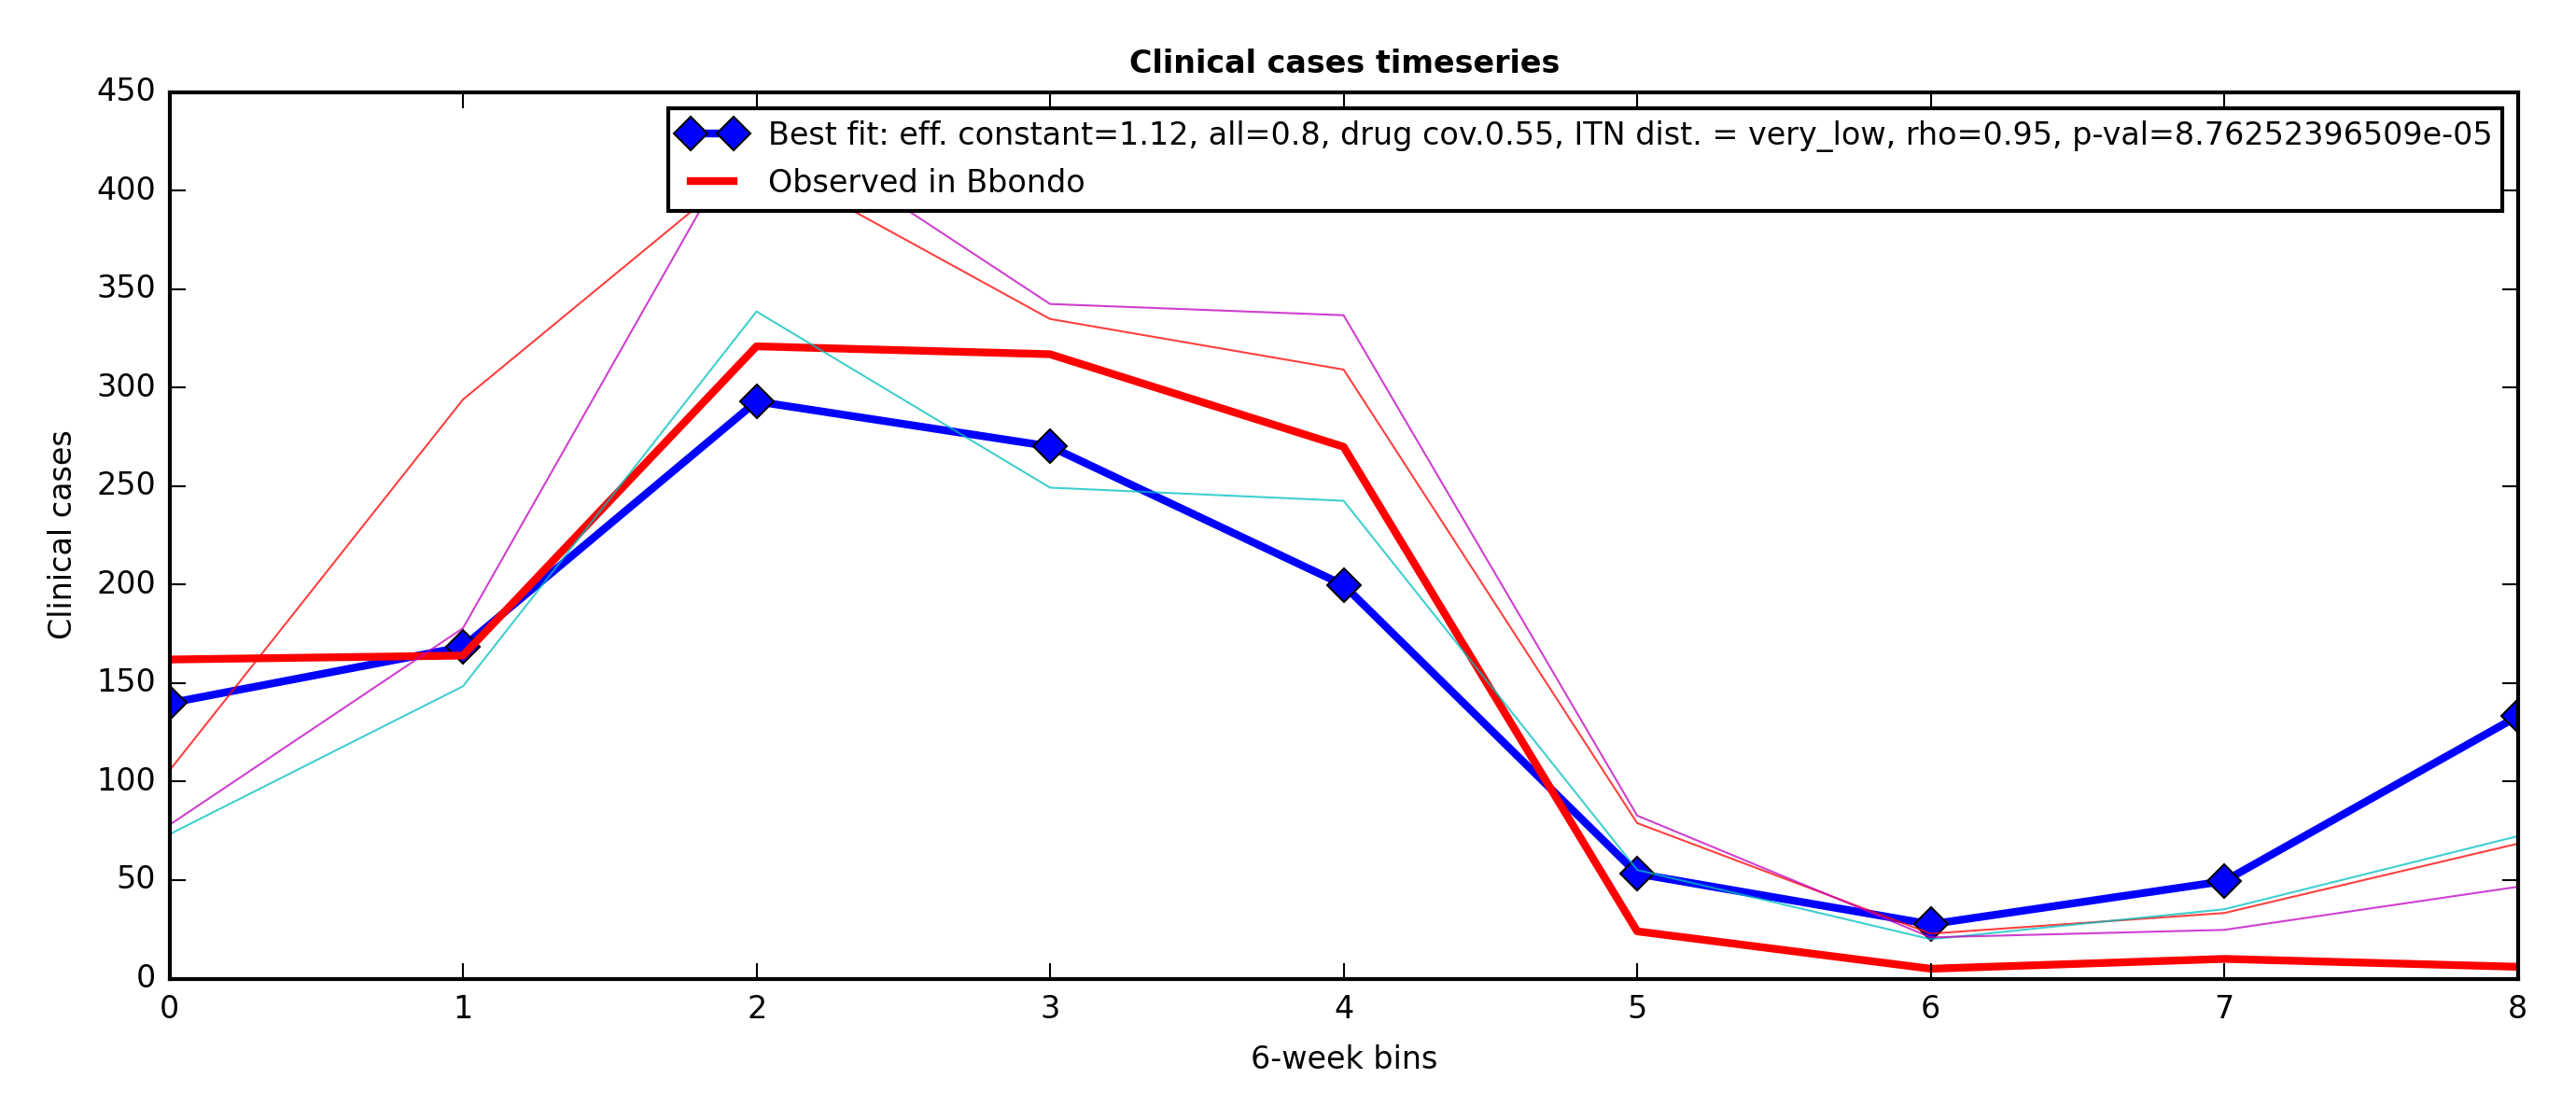 Clinical cases timeseries
Best fit: eff. constant=1.12, all=0.8, drug cov.0.55, ITN dist. = very_low, rho=0.95, p-val=8.76252396509e-05
Observed in Bbondo
450
400
350
300
250
200
150
100
50
0
Clinical cases
0 1 2 3 4 5 6 7 8
6-week bins